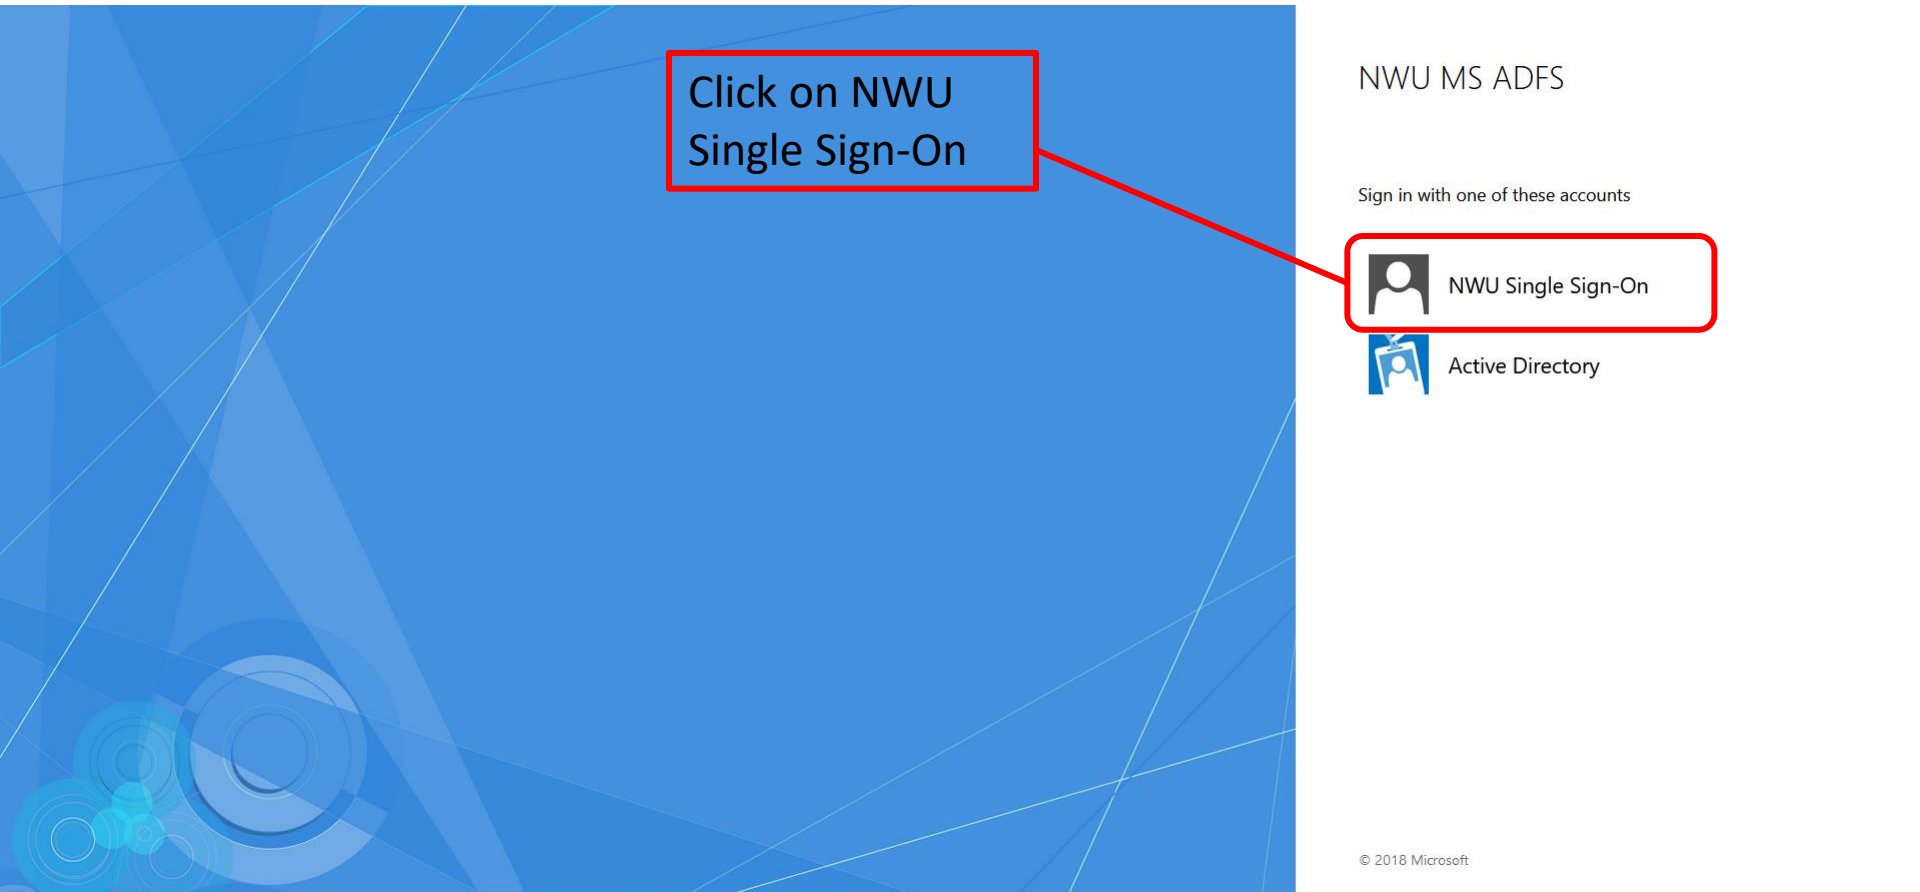 Click on NWU
Single Sign-On
NWU MS ADFS
Sign in with one of these accounts
NWU Single Sign-On
Active Directory
© 2018 Microsoft